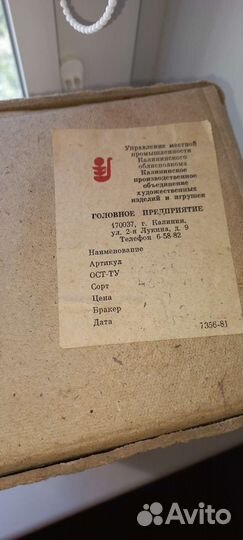 Управление местной
промышленности
Калининского
облисполкома
Калининское
производственное
объединение
художественных
изделий и игрушек
ГОЛОВНОЕ ПРЕДПРИЯТИЕ
170037, г. Калинин,
ул. 2-я Лукина, д. 9
Телефон 6-58-82
Наименование
Артикул
ОСТ-ТУ
Сорт
Цена
Бракер
Дата 7356-81
Avito